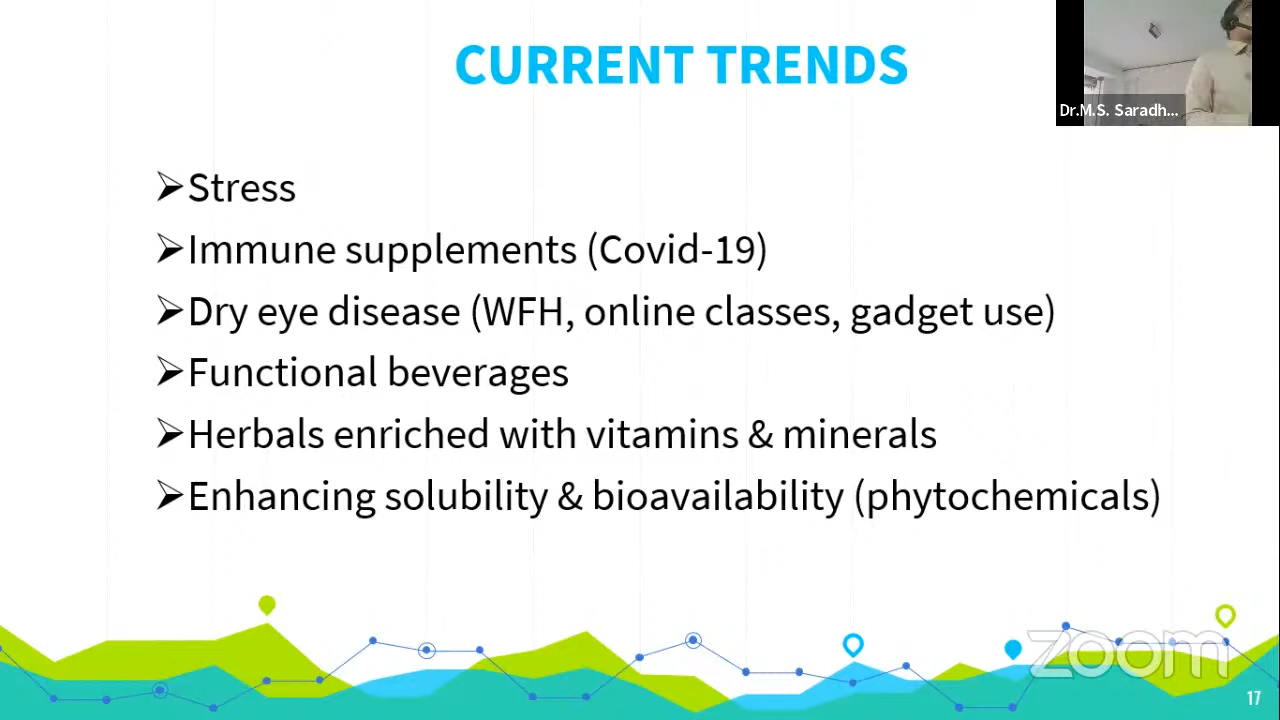 CURRENT TRENDS
Dr.M.S. Saradh...
➢Stress
➢Immune supplements (Covid-19)
➢Dry eye disease (WFH, online classes, gadget use)
➢Functional beverages
➢Herbals enriched with vitamins & minerals
➢Enhancing solubility & bioavailability (phytochemicals)
zoom
17